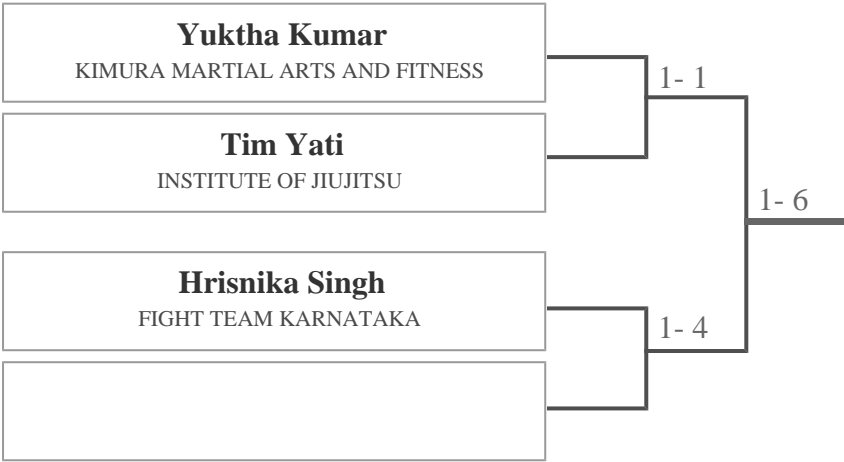 Yuktha Kumar
KIMURA MARTIAL ARTS AND FITNESS
1- 1
Tim Yati
INSTITUTE OF JIUJITSU
1- 6
Hrisnika Singh
FIGHT TEAM KARNATAKA
1- 4